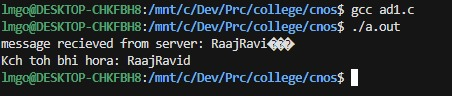 lmgo@DESKTOP-CHKFBH8:/mnt/c/Dev/Prc/college/cnos$ gcc ad1.c
lmgo@DESKTOP-CHKFBH8:/mnt/c/Dev/Prc/college/cnos$ ./a.out
message recieved from server: RaajRavi���
Kch toh bhi hora: RaajRavid
lmgo@DESKTOP-CHKFBH8:/mnt/c/Dev/Prc/college/cnos$